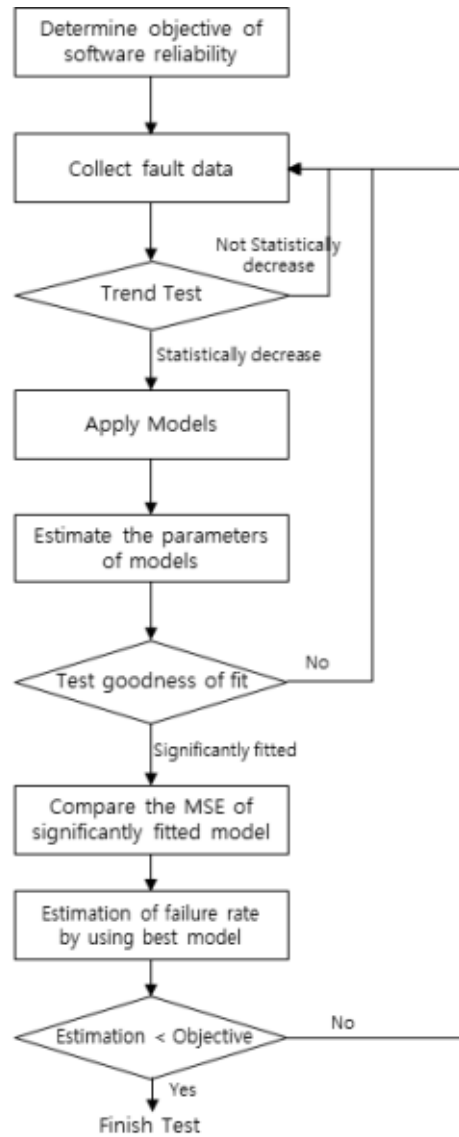 Determine objective of
software reliability
Collect fault data
Not Statistically
decrease
Trend Test
Statistically decrease
Apply Models
Estimate the parameters
of models
Test goodness of fit
No
Significantly fitted
Compare the MSE of
significantly fitted model
Estimation of failure rate
by using best model
Estimation < Objective
No
Yes
Finish Test